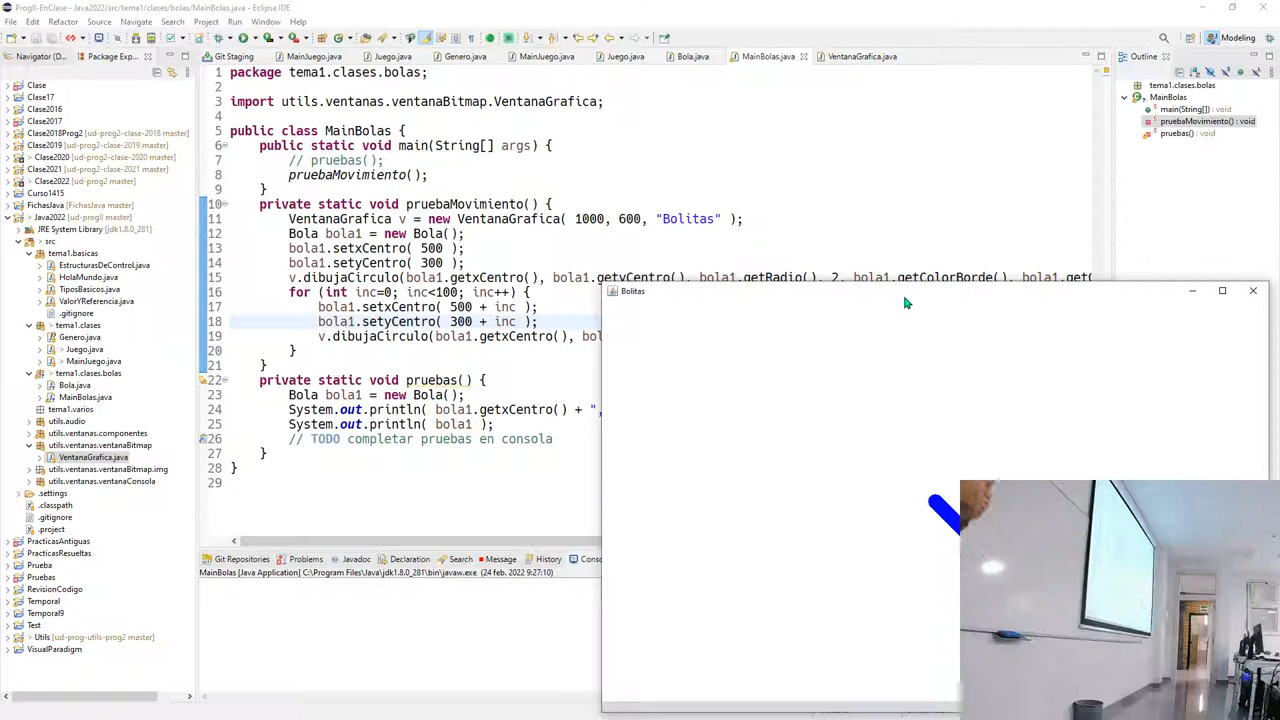 ProgII-EnClase - Java2022/src/tema1/clases/bolas/MainBolas.java - Eclipse IDE
File Edit Refactor Source Navigate Search Project Run Window Help
Modeling
Navigator (D
Package Exp...
Git Staging
MainJuego.java
Juego.java
Genero.java
MainJuego.java
Juego.java
Bola.java
MainBolas.java
VentanaGrafica.java
Outline
Clase
Clase17
Clase2016
Clase2017
Clase2018Prog2 [ud-prog2-clase-2018 master]
Clase2019 [ud-prog2-clase-2019 master]
> Clase2020 [ud-prog2-clase-2020 master]
Clase2021 [ud-prog2-clase-2021 master]
> Clase2022 [ud-prog2 master]
Curso1415
FichasJava [FichasJava master]
> Java2022 [ud-progII master]
JRE System Library [jdk1.8.0_281]
> src
tema1.basicas
EstructurasDeControl.java
HolaMundo.java
TiposBasicos.java
ValorYReferencia.java
.gitignore
> tema1.clases
Genero.java
> Juego.java
> MainJuego.java
> tema1.clases.bolas
Bola.java
MainBolas.java
tema1.varios
utils.audio
utils.ventanas.componentes
utils.ventanas.ventanaBitmap
VentanaGrafica.java
utils.ventanas.ventanaBitmap.img
utils.ventanas.ventanaConsola
.settings
.classpath
.gitignore
.project
PracticasAntiguas
PracticasResueltas
Prueba
Pruebas
RevisionCodigo
Temporal
Temporal9
Test
> Utils [ud-prog-utils-prog2 master]
VisualParadigm
1 package tema1.clases.bolas;
2
3 import utils.ventanas.ventanaBitmap.VentanaGrafica;
4
5 public class MainBolas {
6 public static void main(String[] args) {
7 // pruebas();
8 pruebaMovimiento();
9 }
10 private static void pruebaMovimiento() {
11 VentanaGrafica v = new VentanaGrafica( 1000, 600, "Bolitas" );
12 Bola bola1 = new Bola();
13 bola1.setxCentro( 500 );
14 bola1.setyCentro( 300 );
15 v.dibujaCirculo(bola1.getxCentro(), bola1.getyCentro(), bola1.getRadio(), 2, bola1.getColorBorde(), bola1.getC
16 for (int inc=0; inc<100; inc++) {
17 bola1.setxCentro( 500 + inc );
18 bola1.setyCentro( 300 + inc );
19 v.dibujaCirculo(bola1.getxCentro(), bol
20 }
21 }
22 private static void pruebas() {
23 Bola bola1 = new Bola();
24 System.out.println( bola1.getxCentro() + ",
25 System.out.println( bola1 );
26 // TODO completar pruebas en consola
27 }
28 }
29
Bolitas
tema1.clases.bolas
MainBolas
main(String[]) : void
pruebaMovimiento() : void
pruebas() : void
Git Repositories
Problems
Javadoc
Declaration
Search
Message
History
Conso
MainBolas [Java Application] C:\Program Files\Java\jdk1.8.0_281\bin\javaw.exe (24 feb. 2022 9:27:10)